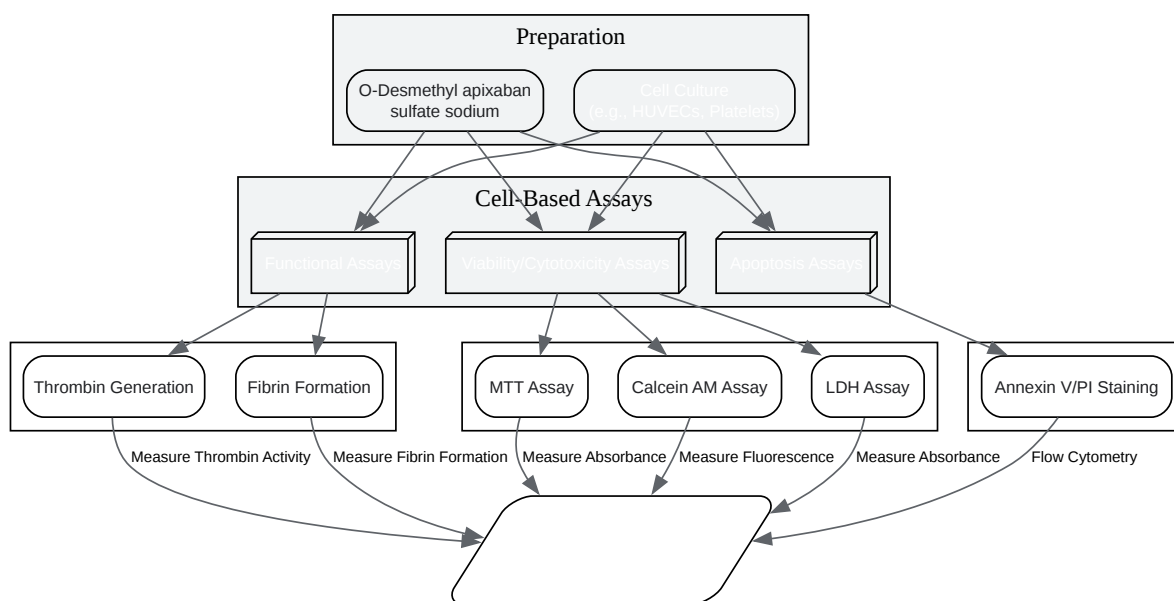 Preparation
O-Desmethyl apixaban
sulfate sodium
Cell Culture
(e.g., HUVECs, Platelets)
Cell-Based Assays
Functional Assays
Viability/Cytotoxicity Assays
Apoptosis Assays
Thrombin Generation
Fibrin Formation
MTT Assay
Calcein AM Assay
LDH Assay
Annexin V/PI Staining
Measure Thrombin Activity
Measure Fibrin Formation
Measure Absorbance
Measure Fluorescence
Measure Absorbance
Flow Cytometry